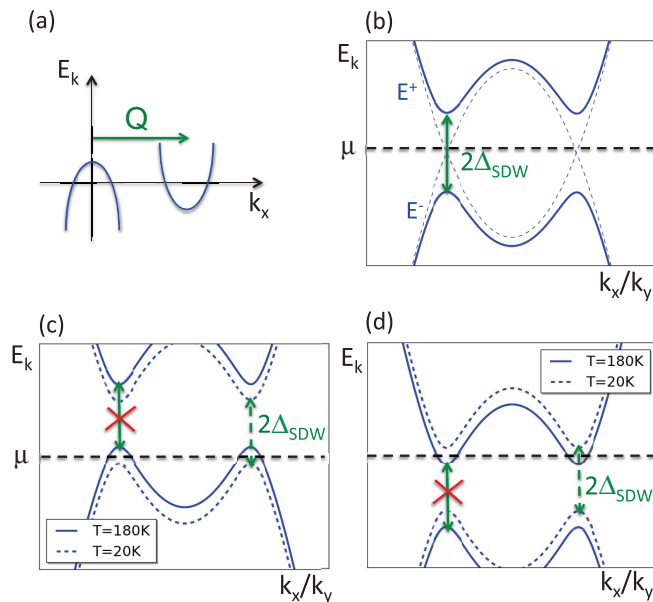 (a)
E_k
Q
k_x
(b)
E_k
E^+
μ
2Δ_SDW
E^-
k_x/k_y
(c)
E_k
2Δ_SDW
μ
T=180K
T=20K
k_x/k_y
(d)
E_k
T=180K
T=20K
μ
2Δ_SDW
k_x/k_y